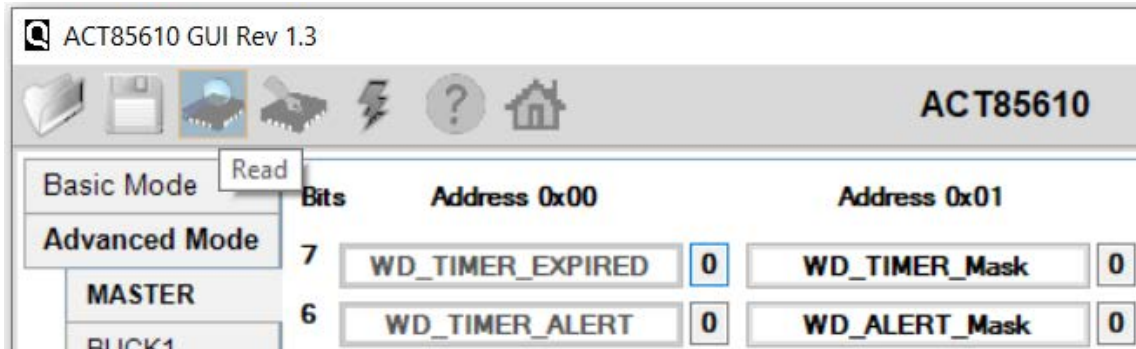 ACT85610 GUI Rev 1.3
?
ACT85610
Read
Basic Mode
Bits Address 0x00 Address 0x01
Advanced Mode
7 WD_TIMER_EXPIRED 0 WD_TIMER_Mask 0
MASTER
6 WD_TIMER_ALERT 0 WD_ALERT_Mask 0
BUCK1